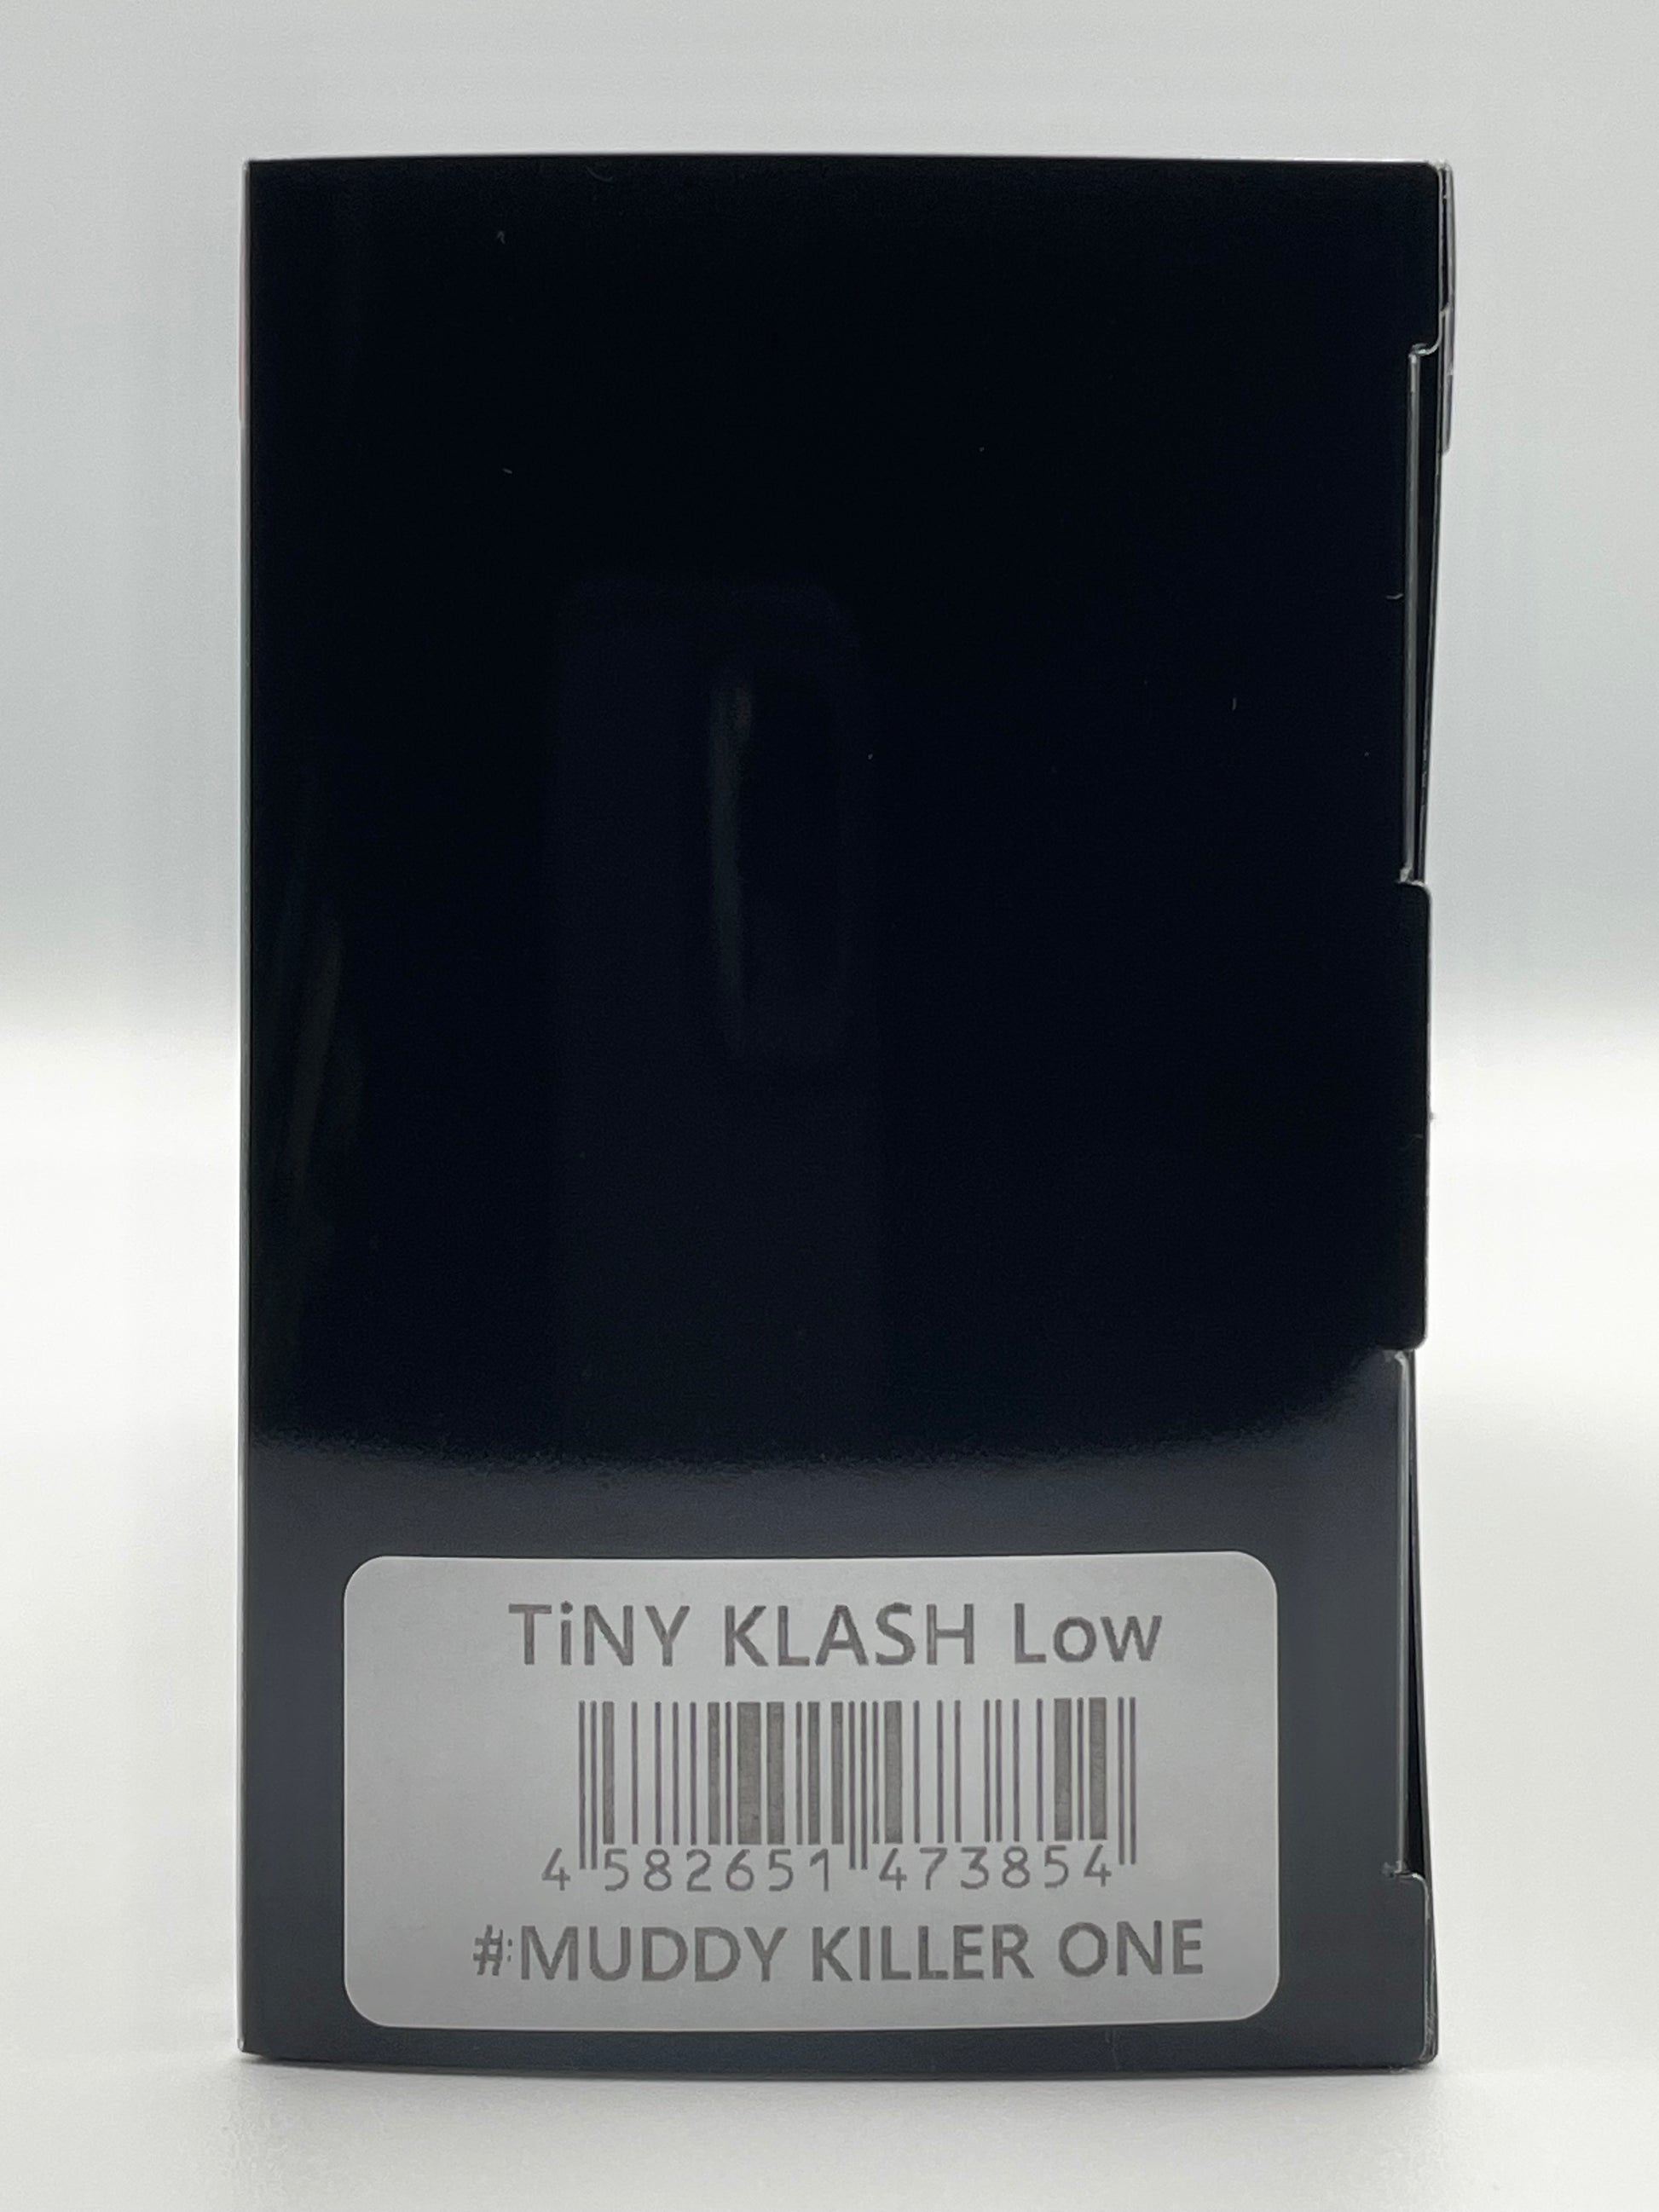 TiNY KLASH Low
4 582651 473854
#:MUDDY KILLER ONE